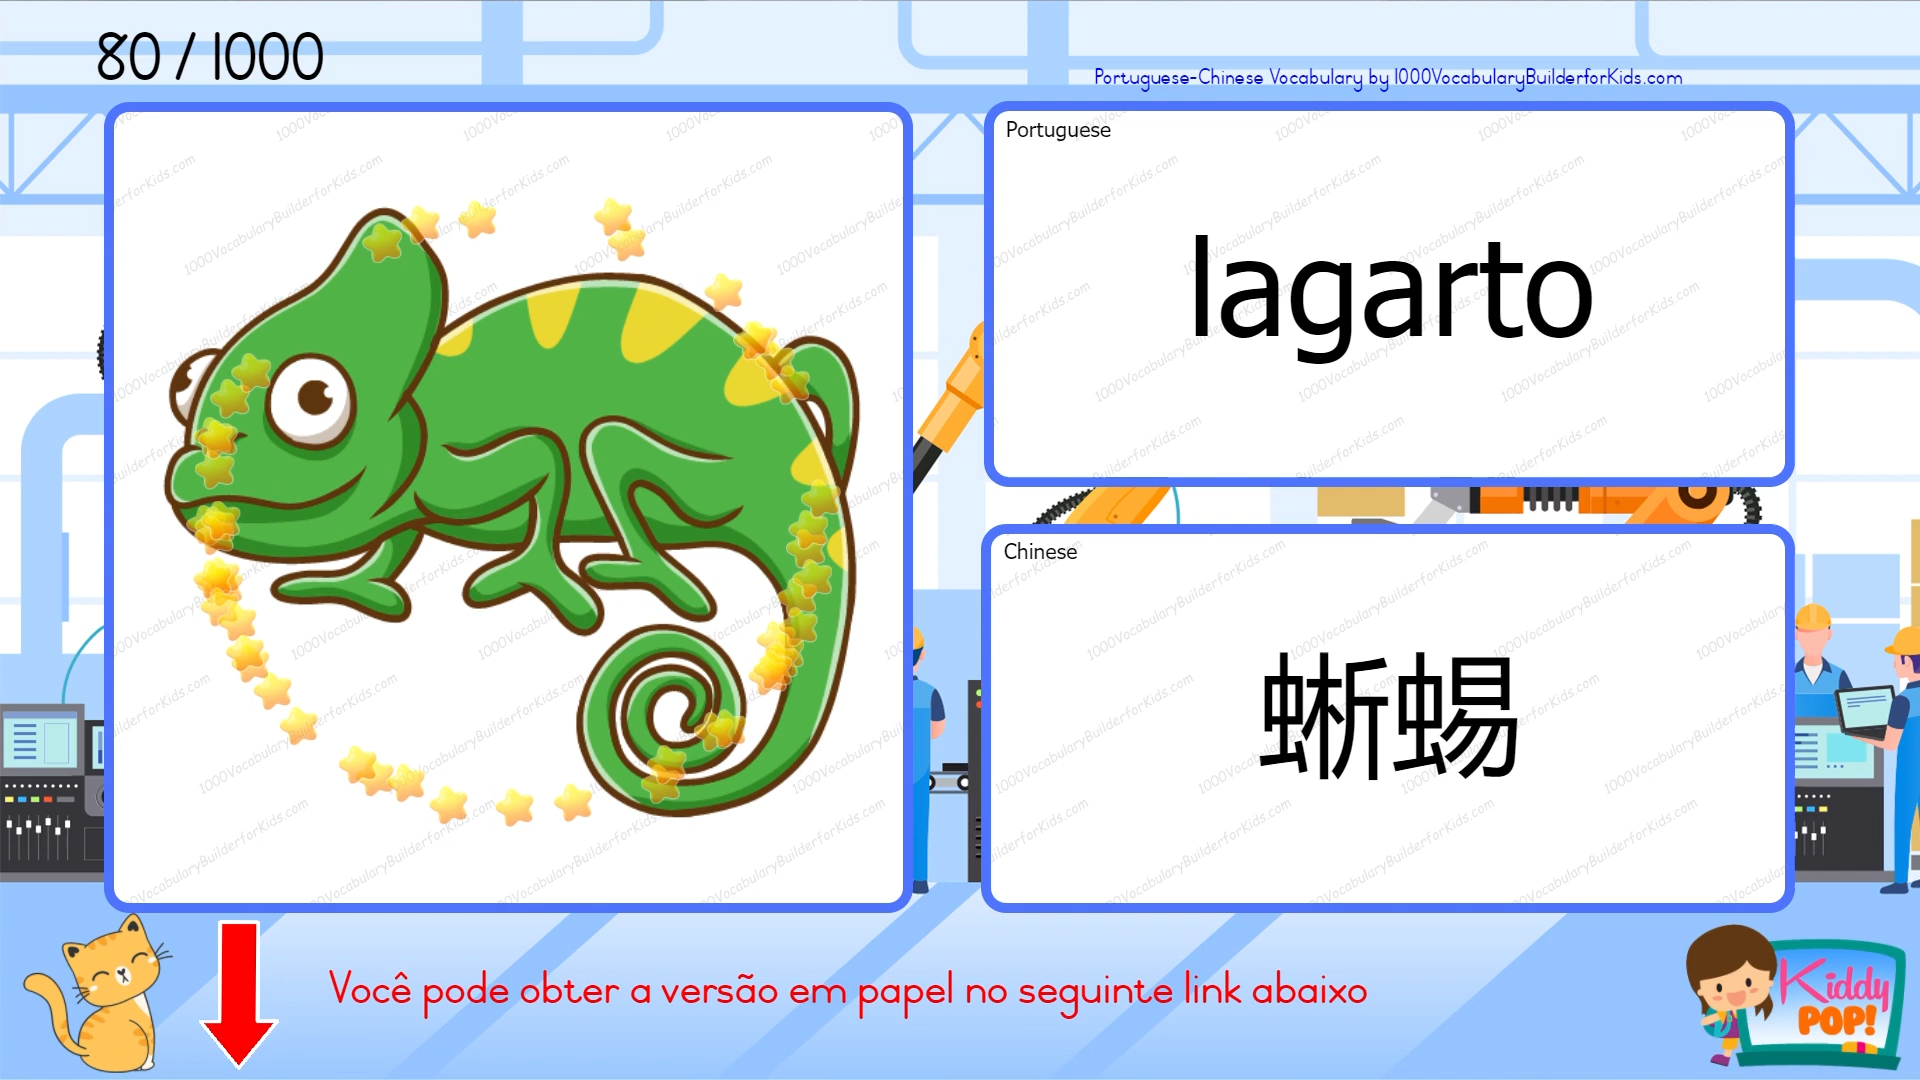 80 / 1000
Portuguese-Chinese Vocabulary by 1000VocabularyBuilderforKids.com
Portuguese
lagarto
Chinese
蜥蜴
Você pode obter a versão em papel no seguinte link abaixo
Kiddy
POP!